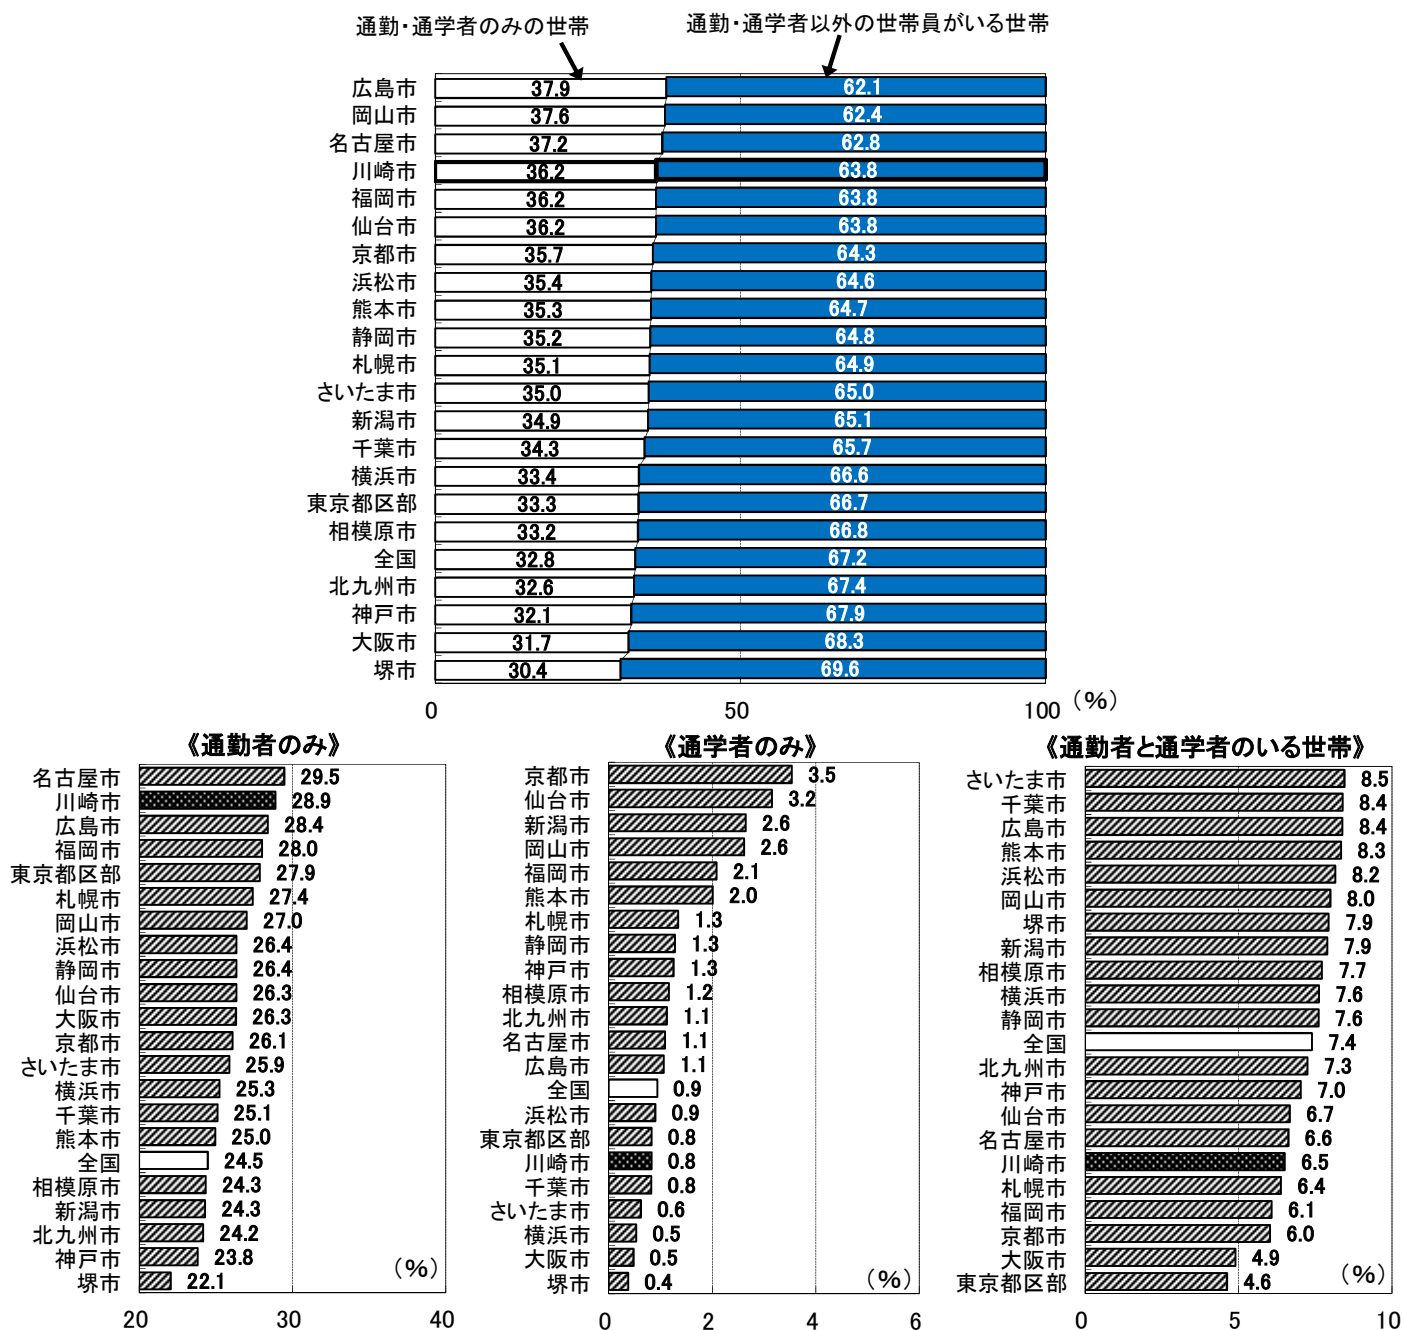 通勤・通学者のみの世帯 通勤・通学者以外の世帯員がいる世帯
広島市 37.9 62.1
岡山市 37.6 62.4
名古屋市 37.2 62.8
川崎市 36.2 63.8
福岡市 36.2 63.8
仙台市 36.2 63.8
京都市 35.7 64.3
浜松市 35.4 64.6
熊本市 35.3 64.7
静岡市 35.2 64.8
札幌市 35.1 64.9
さいたま市 35.0 65.0
新潟市 34.9 65.1
千葉市 34.3 65.7
横浜市 33.4 66.6
東京都区部 33.3 66.7
相模原市 33.2 66.8
全国 32.8 67.2
北九州市 32.6 67.4
神戸市 32.1 67.9
大阪市 31.7 68.3
堺市 30.4 69.6
0 50 100 (%)
《通勤者のみ》
名古屋市 29.5
川崎市 28.9
広島市 28.4
福岡市 28.0
東京都区部 27.9
札幌市 27.4
岡山市 27.0
浜松市 26.4
静岡市 26.4
仙台市 26.3
大阪市 26.3
京都市 26.1
さいたま市 25.9
横浜市 25.3
千葉市 25.1
熊本市 25.0
全国 24.5
相模原市 24.3
新潟市 24.3
北九州市 24.2
神戸市 23.8
堺市 22.1
(%)
20 30 40
《通学者のみ》
京都市 3.5
仙台市 3.2
新潟市 2.6
岡山市 2.6
福岡市 2.1
熊本市 2.0
札幌市 1.3
静岡市 1.3
神戸市 1.3
相模原市 1.2
北九州市 1.1
名古屋市 1.1
広島市 1.1
全国 0.9
浜松市 0.9
東京都区部 0.8
川崎市 0.8
千葉市 0.8
さいたま市 0.6
横浜市 0.5
大阪市 0.5
堺市 0.4
(%)
0 2 4 6
《通勤者と通学者のいる世帯》
さいたま市 8.5
千葉市 8.4
広島市 8.4
熊本市 8.3
浜松市 8.2
岡山市 8.0
堺市 7.9
新潟市 7.9
相模原市 7.7
横浜市 7.6
静岡市 7.6
全国 7.4
北九州市 7.3
神戸市 7.0
仙台市 6.7
名古屋市 6.6
川崎市 6.5
札幌市 6.4
福岡市 6.1
京都市 6.0
大阪市 4.9
東京都区部 4.6
(%)
0 5 10